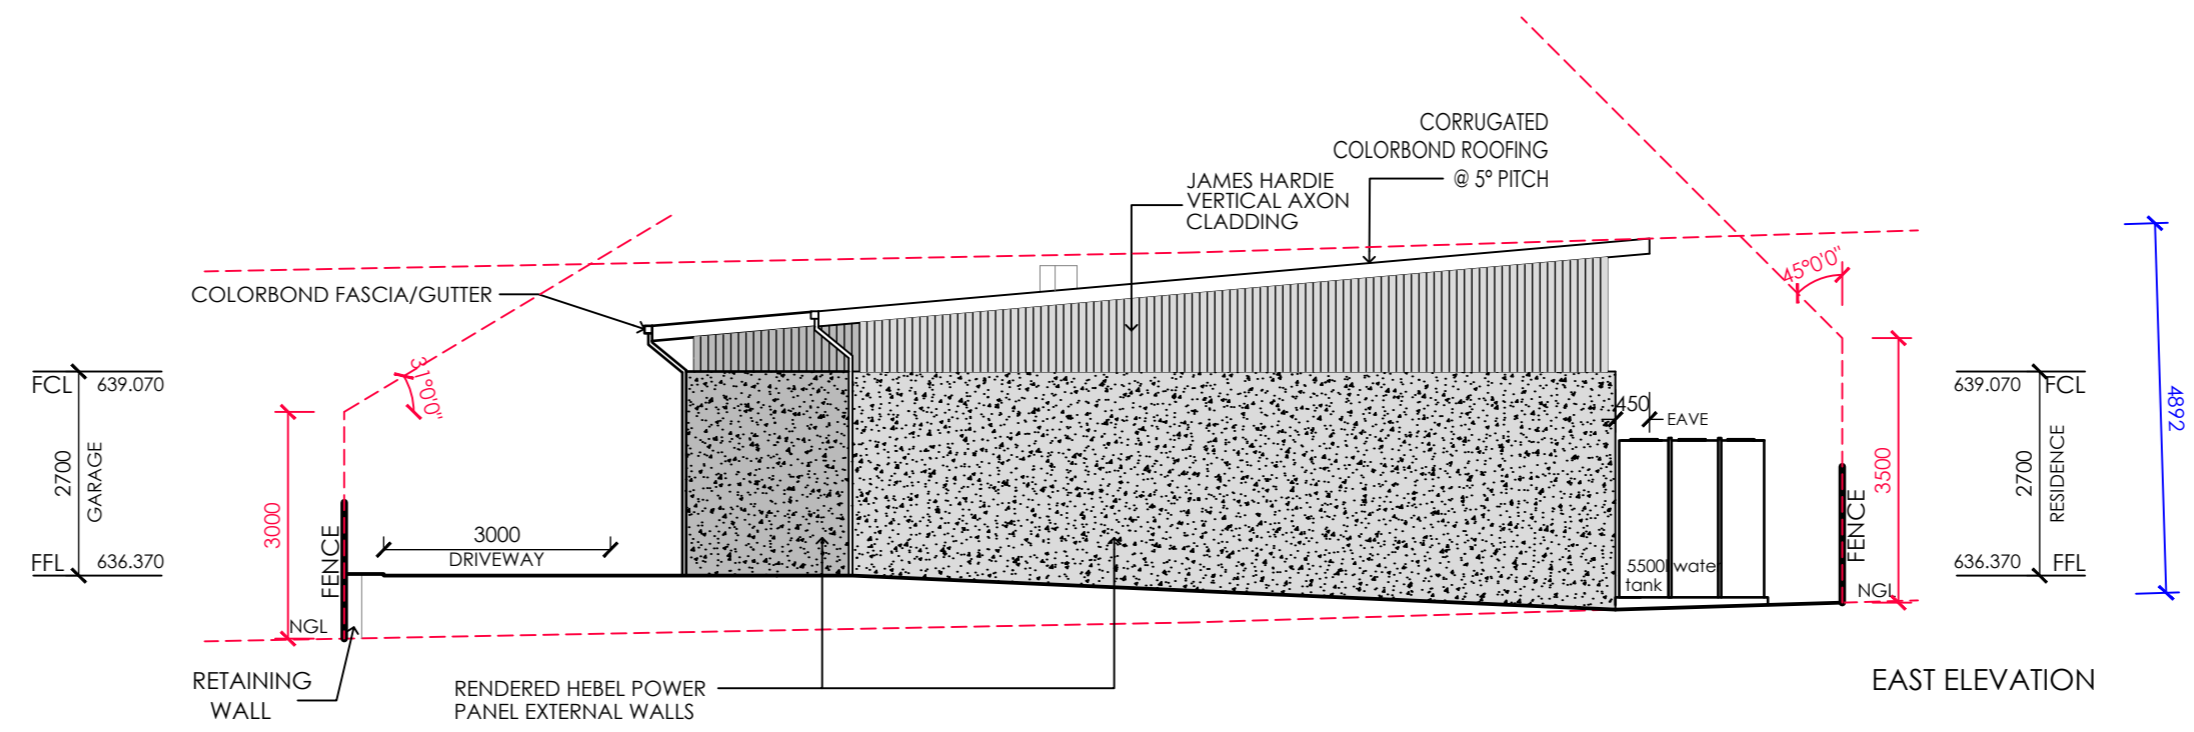 CORRUGATED
COLORBOND ROOFING
@ 5° PITCH
JAMES HARDIE
VERTICAL AXON
CLADDING
45°0'0"
COLORBOND FASCIA/GUTTER
31°0'0"
FCL 639.070
2700
GARAGE
FFL 636.370
3000
FENCE
3000
DRIVEWAY
NGL
450
EAVE
5500l water
tank
3500
FENCE
NGL
639.070 FCL
2700
RESIDENCE
636.370 FFL
4892
RETAINING
WALL
RENDERED HEBEL POWER
PANEL EXTERNAL WALLS
EAST ELEVATION